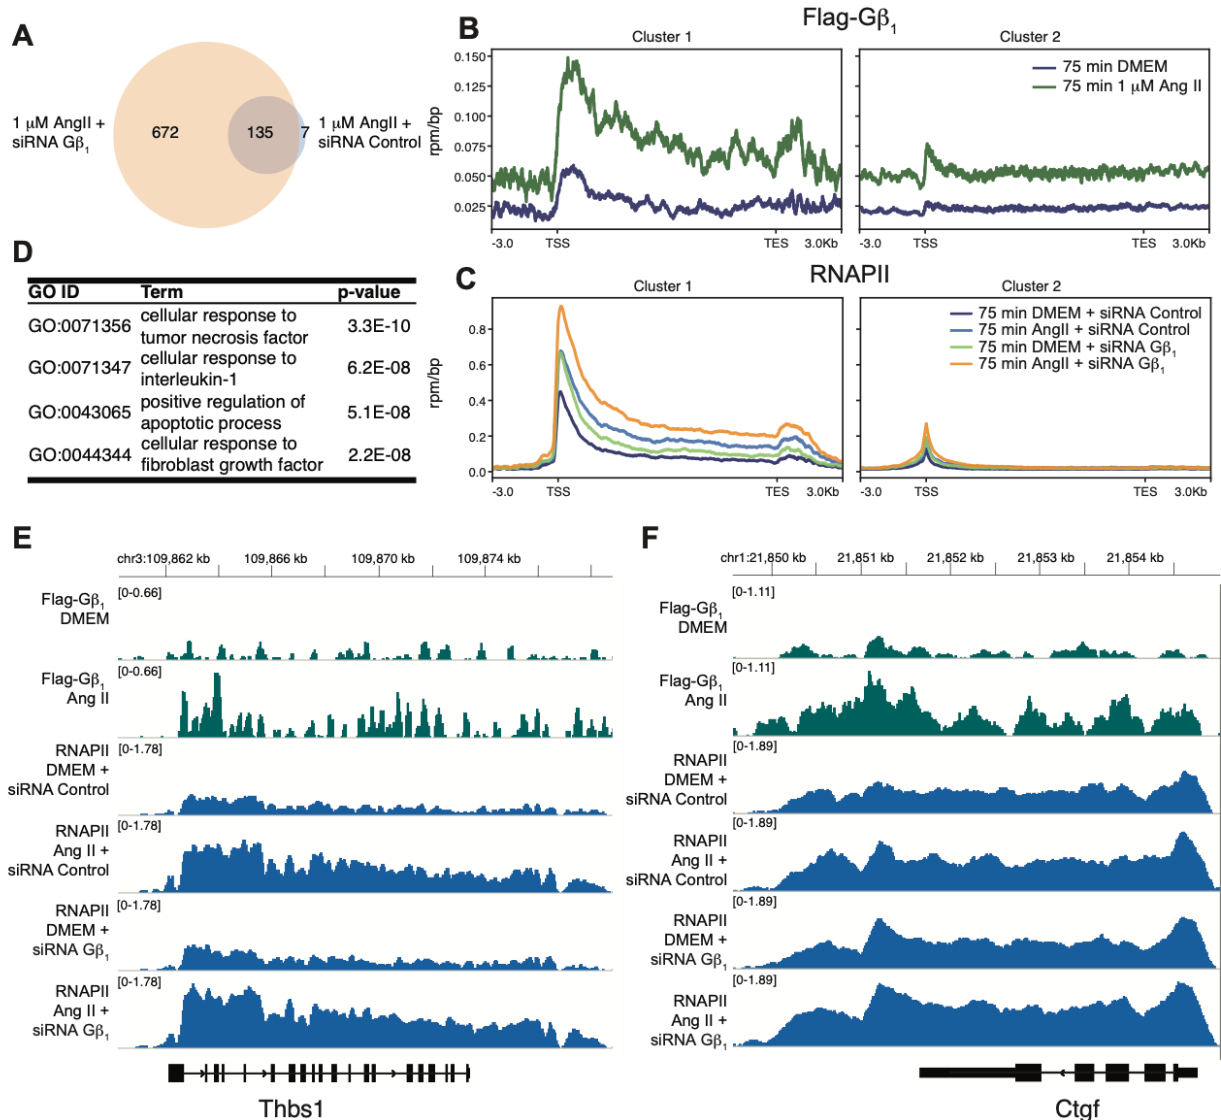 A
1 μM AngII +
siRNA Gβ1
672
135
7
1 μM AngII +
siRNA Control
B
Flag-Gβ1
Cluster 1
Cluster 2
rpm/bp
0.150
0.125
0.100
0.075
0.050
0.025
75 min DMEM
75 min 1 μM Ang II
-3.0 TSS TES 3.0Kb
-3.0 TSS TES 3.0Kb
C
RNAPII
Cluster 1
Cluster 2
rpm/bp
0.8
0.6
0.4
0.2
0.0
75 min DMEM + siRNA Control
75 min AngII + siRNA Control
75 min DMEM + siRNA Gβ1
75 min AngII + siRNA Gβ1
-3.0 TSS TES 3.0Kb
-3.0 TSS TES 3.0Kb
D
GO ID Term p-value
GO:0071356 cellular response to tumor necrosis factor 3.3E-10
GO:0071347 cellular response to interleukin-1 6.2E-08
GO:0043065 positive regulation of apoptotic process 5.1E-08
GO:0044344 cellular response to fibroblast growth factor 2.2E-08
E
chr3:109,862 kb 109,866 kb 109,870 kb 109,874 kb
Flag-Gβ1
DMEM
[0-0.66]
Flag-Gβ1
Ang II
[0-0.66]
RNAPII
DMEM +
siRNA Control
[0-1.78]
RNAPII
Ang II +
siRNA Control
[0-1.78]
RNAPII
DMEM +
siRNA Gβ1
[0-1.78]
RNAPII
Ang II +
siRNA Gβ1
[0-1.78]
Thbs1
F
chr1:21,850 kb 21,851 kb 21,852 kb 21,853 kb 21,854 kb
Flag-Gβ1
DMEM
[0-1.11]
Flag-Gβ1
Ang II
[0-1.11]
RNAPII
DMEM +
siRNA Control
[0-1.89]
RNAPII
Ang II +
siRNA Control
[0-1.89]
RNAPII
DMEM +
siRNA Gβ1
[0-1.89]
RNAPII
Ang II +
siRNA Gβ1
[0-1.89]
Ctgf